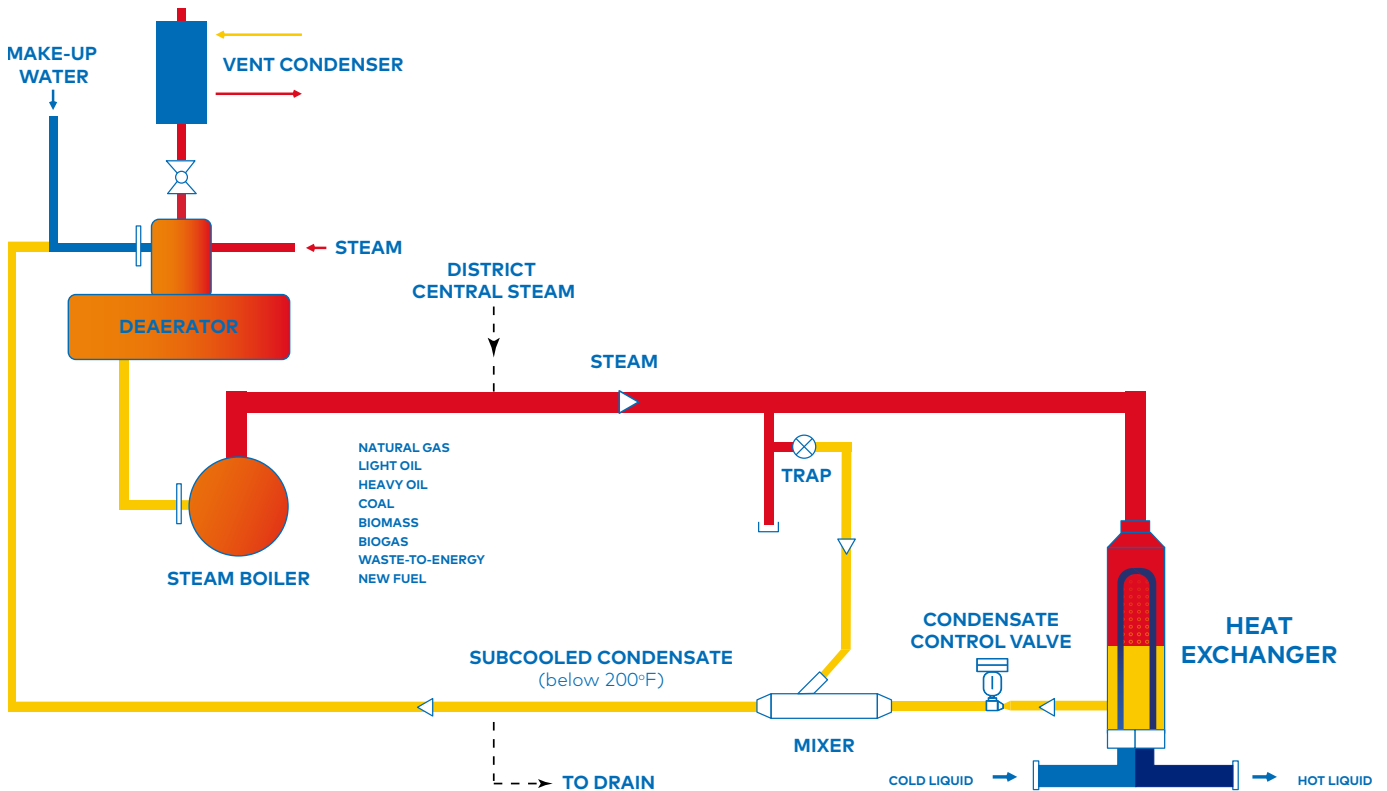 MAKE-UP
WATER
VENT CONDENSER
STEAM
DEAERATOR
DISTRICT
CENTRAL STEAM
STEAM
NATURAL GAS
LIGHT OIL
HEAVY OIL
COAL
BIOMASS
BIOGAS
WASTE-TO-ENERGY
NEW FUEL
TRAP
STEAM BOILER
CONDENSATE
CONTROL VALVE
HEAT
EXCHANGER
SUBCOOLED CONDENSATE
(below 200°F)
MIXER
TO DRAIN
COLD LIQUID
HOT LIQUID